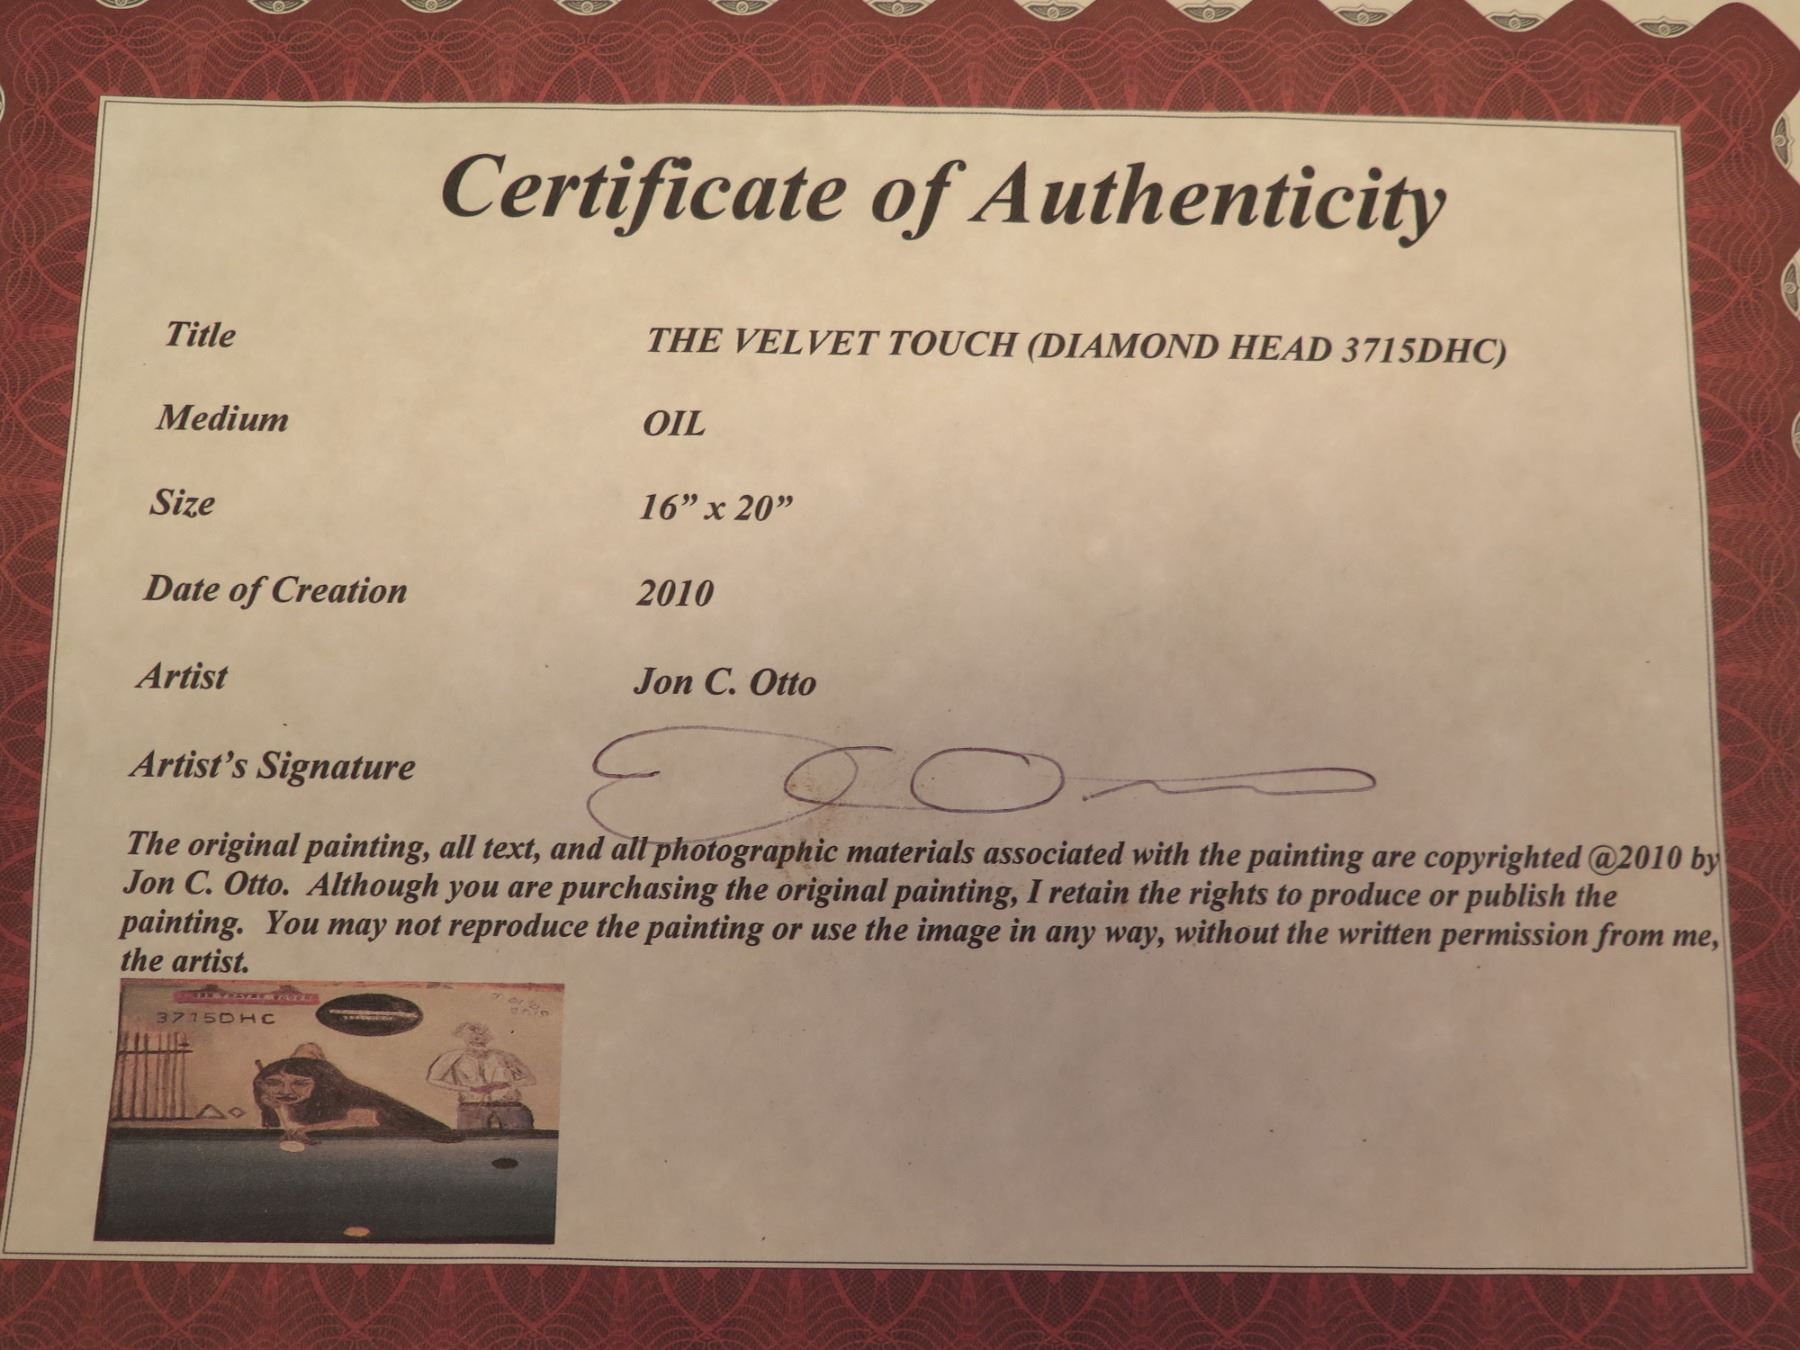 Certificate of Authenticity
Title THE VELVET TOUCH (DIAMOND HEAD 3715DHC)
Medium OIL
Size 16” x 20”
Date of Creation 2010
Artist Jon C. Otto
Artist’s Signature
The original painting, all text, and all photographic materials associated with the painting are copyrighted @2010 by
Jon C. Otto.  Although you are purchasing the original painting, I retain the rights to produce or publish the
painting.  You may not reproduce the painting or use the image in any way, without the written permission from me,
the artist.
3715DHC